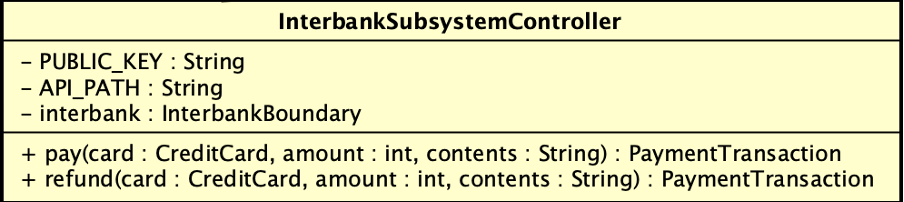 InterbankSubsystemController
- PUBLIC_KEY : String
- API_PATH : String
- interbank : InterbankBoundary
+ pay(card : CreditCard, amount : int, contents : String) : PaymentTransaction
+ refund(card : CreditCard, amount : int, contents : String) : PaymentTransaction